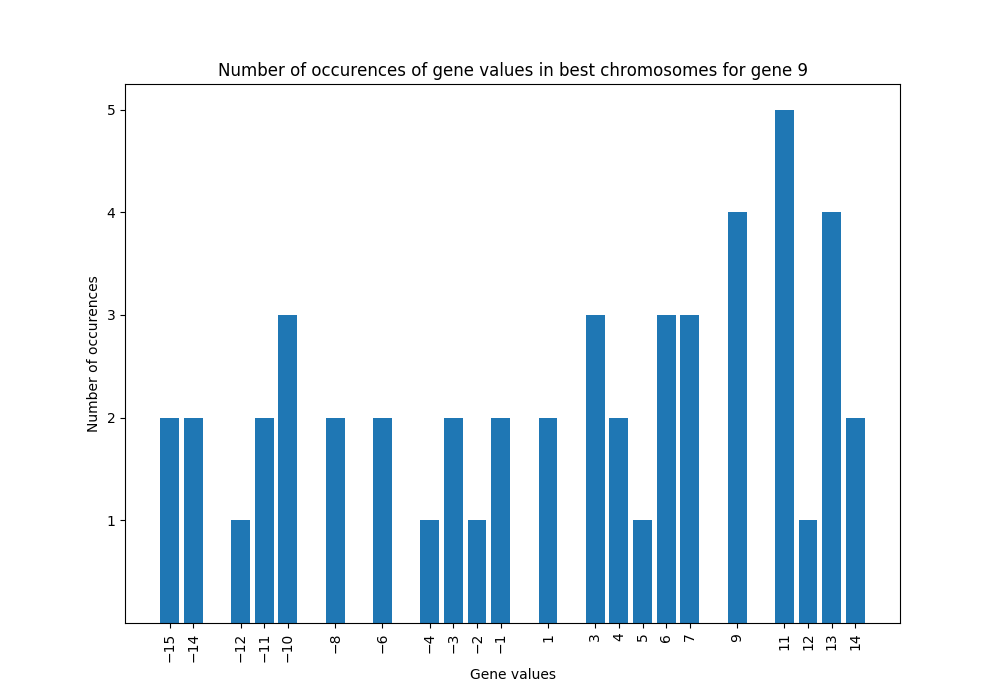 Number of occurences of gene values in best chromosomes for gene 9
5
4
3
2
1
Number of occurences
−15 −14 −12 −11 −10 −8 −6 −4 −3 −2 −1 1 3 4 5 6 7 9 11 12 13 14
Gene values